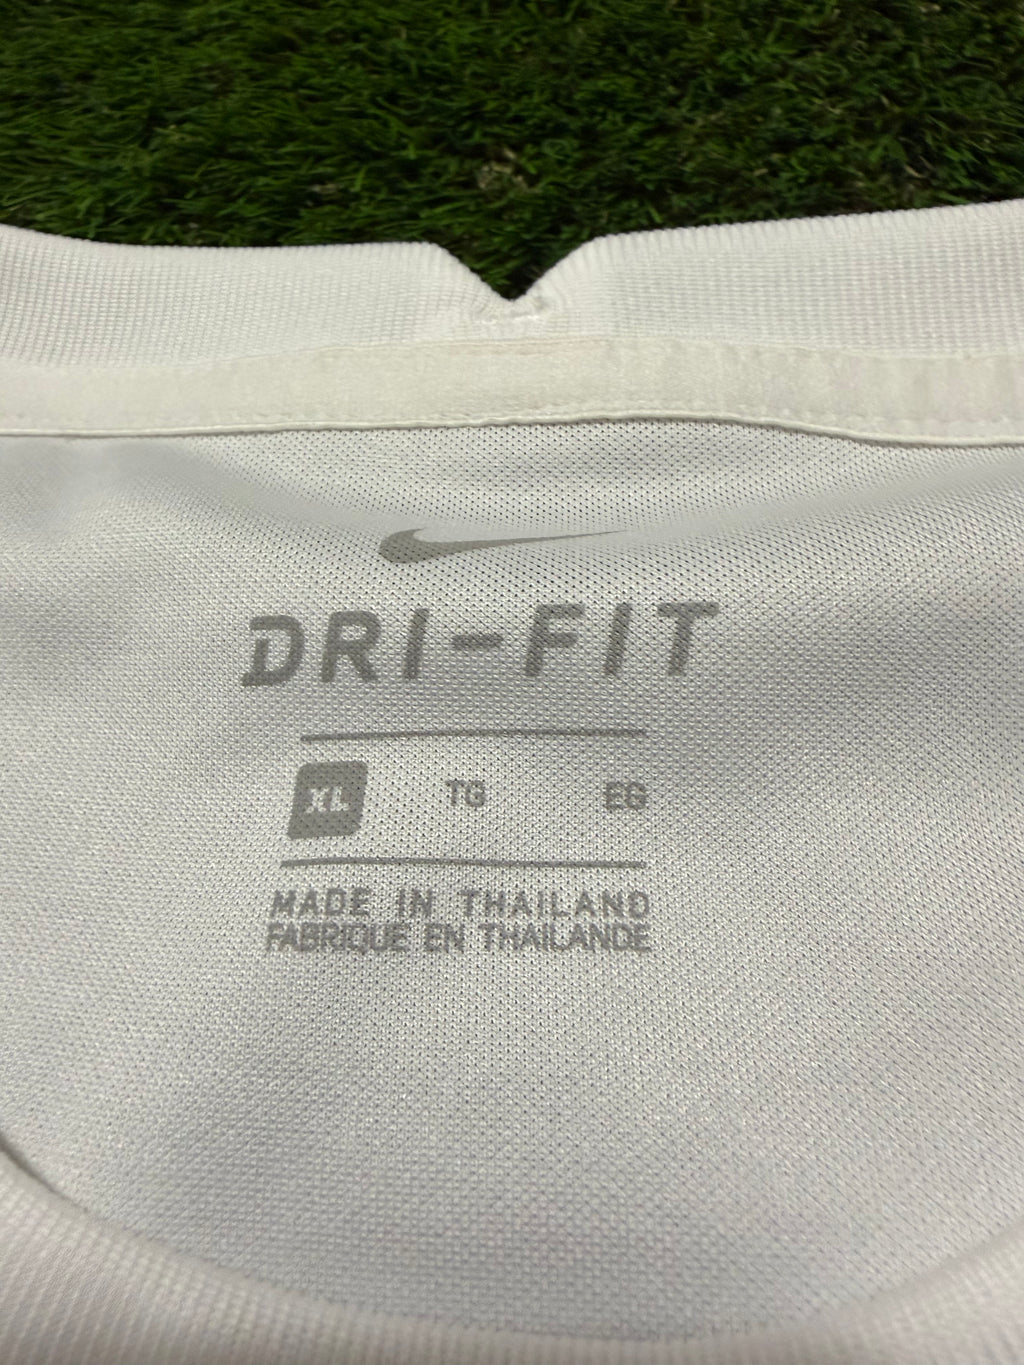 DRI-FIT
XL TG EG
MADE IN THAILAND
FABRIQUE EN THAILANDE